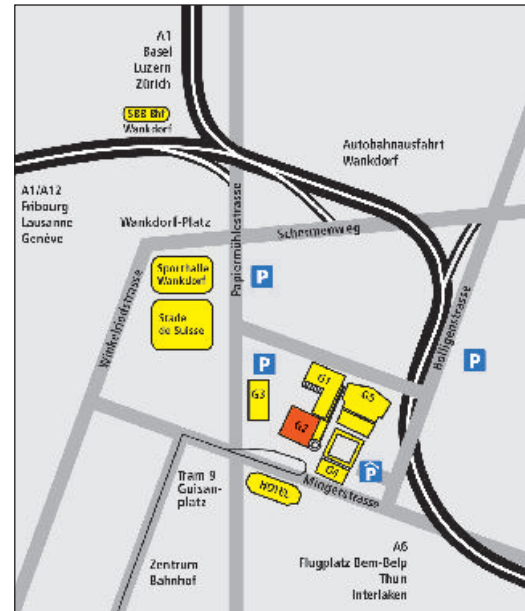 A1
Basel
Luzern
Zürich
SBB Bhf
Wankdorf
Autobahnausfahrt
Wankdorf
A1/A12
Fribourg
Lausanne
Genève
Wankdorf-Platz
Schermenweg
Papiermühlestrasse
Sporthalle
Wankdorf
P
Winkelriedstrasse
Stade
de Suisse
Bolligenstrasse
P
P
G1
G3
G5
G2
G4
P
Tram 9
Guisan-
platz
HOTEL
Mingerstrasse
Zentrum
Bahnhof
A6
Flugplatz Bern-Belp
Thun
Interlaken